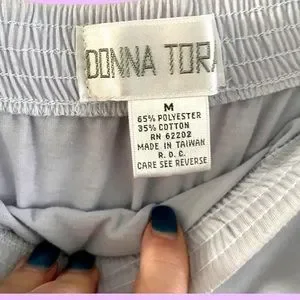 DONNA TORA
M
65% POLYESTER
35% COTTON
RN 62202
MADE IN TAIWAN
R. O. C.
CARE SEE REVERSE